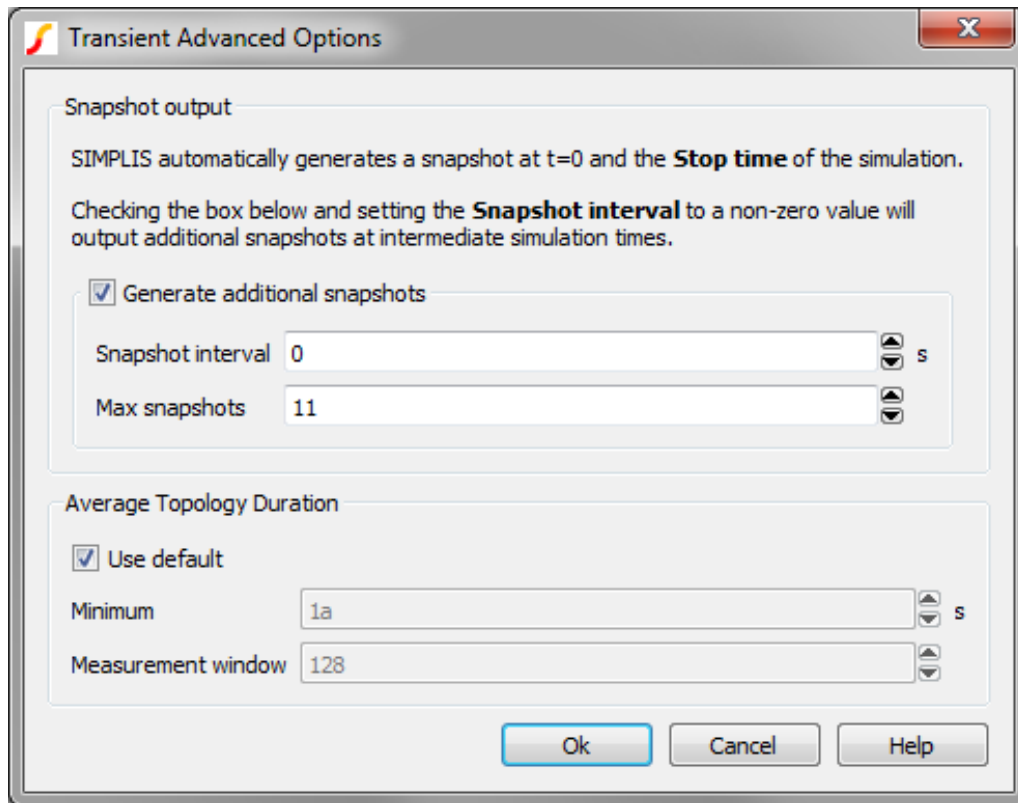 Transient Advanced Options
Snapshot output
SIMPLIS automatically generates a snapshot at t=0 and the Stop time of the simulation.
Checking the box below and setting the Snapshot interval to a non-zero value will
output additional snapshots at intermediate simulation times.
Generate additional snapshots
Snapshot interval 0 s
Max snapshots 11
Average Topology Duration
Use default
Minimum 1a s
Measurement window 128
Ok Cancel Help